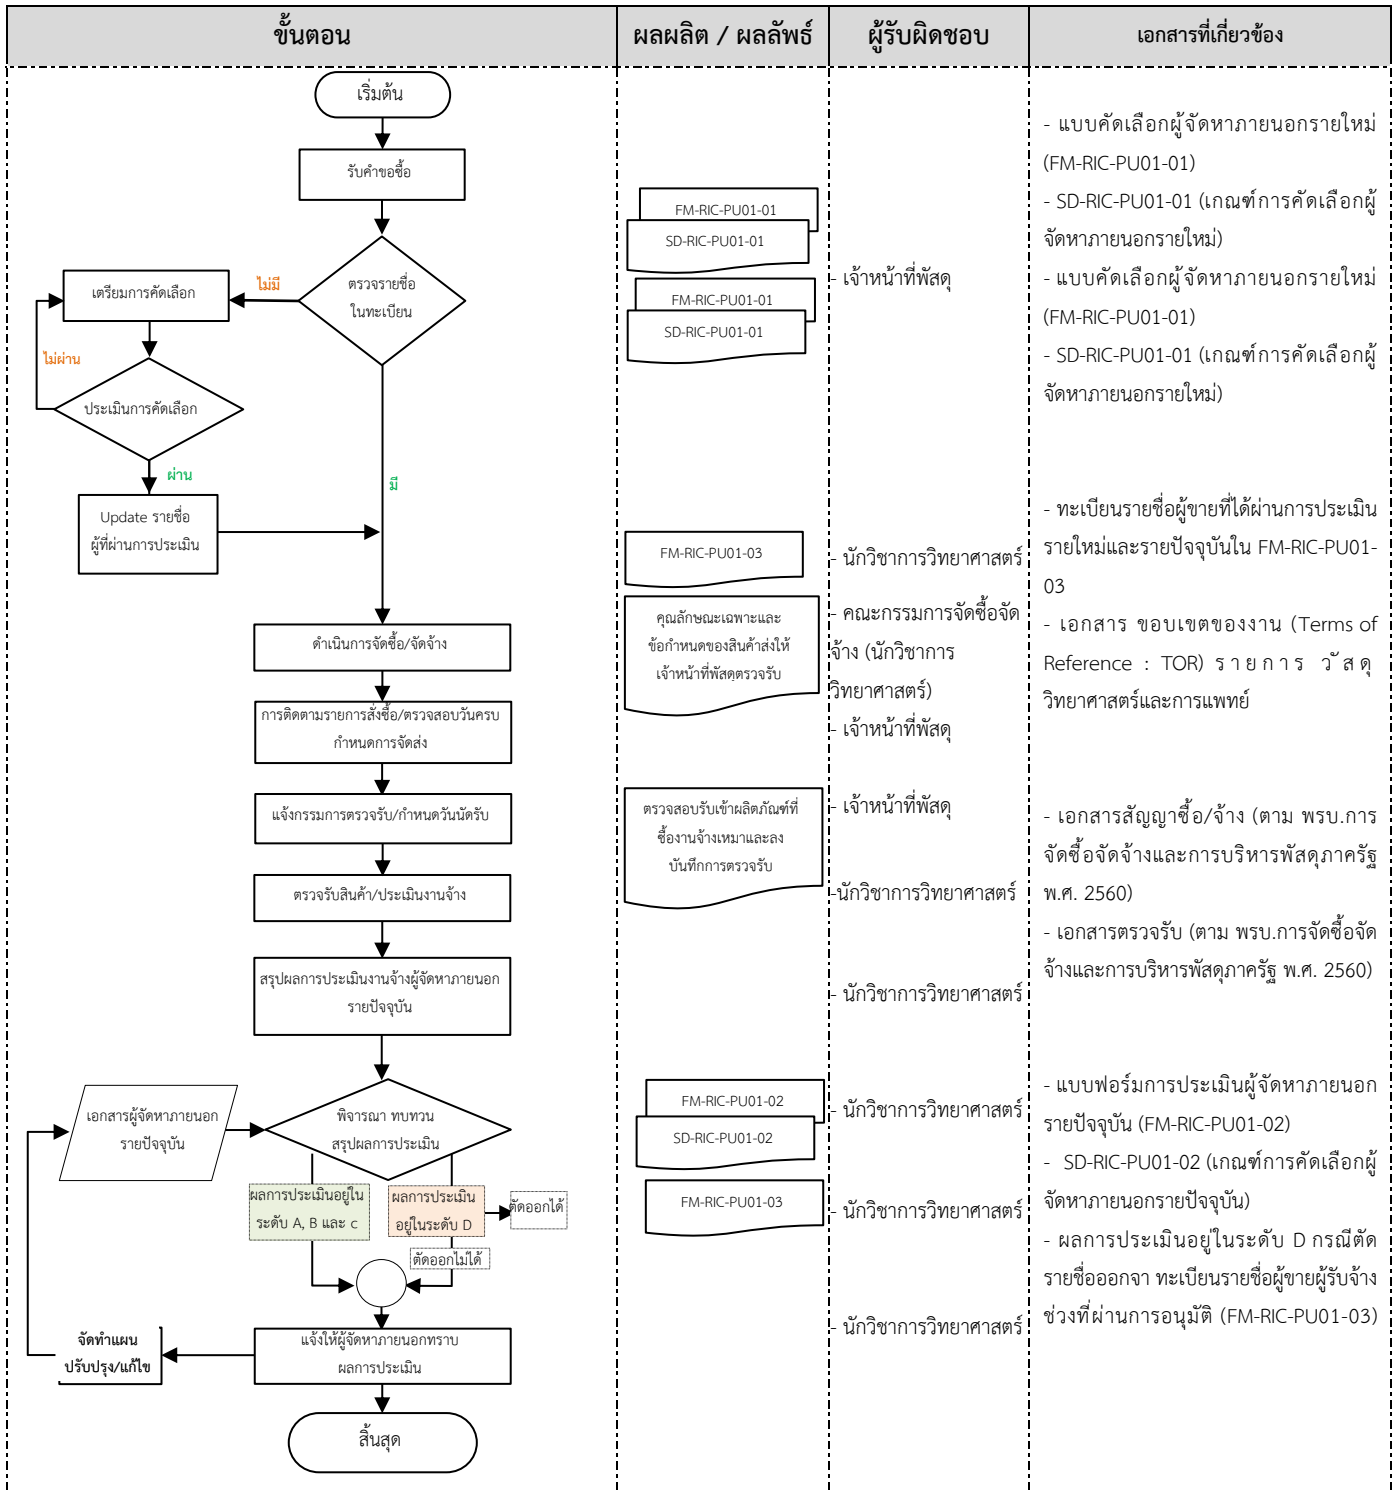 ขั้นตอน
ผลผลิต / ผลลัพธ์
ผู้รับผิดชอบ
เอกสารที่เกี่ยวข้อง
เริ่มต้น
รับคำขอซื้อ
ตรวจรายชื่อ
ในทะเบียน
ไม่มี
เตรียมการคัดเลือก
ไม่ผ่าน
ประเมินการคัดเลือก
ผ่าน
มี
Update รายชื่อ
ผู้ที่ผ่านการประเมิน
ดำเนินการจัดซื้อ/จัดจ้าง
การติดตามรายการสั่งซื้อ/ตรวจสอบวันครบ
กำหนดการจัดส่ง
แจ้งกรรมการตรวจรับ/กำหนดวันนัดรับ
ตรวจรับสินค้า/ประเมินงานจ้าง
สรุปผลการประเมินงานจ้างผู้จัดหาภายนอก
รายปัจจุบัน
เอกสารผู้จัดหาภายนอก
รายปัจจุบัน
พิจารณา ทบทวน
สรุปผลการประเมิน
ผลการประเมินอยู่ใน
ระดับ A, B และ c
ผลการประเมิน
อยู่ในระดับ D
ตัดออกได้
ตัดออกไม่ได้
จัดทำแผน
ปรับปรุง/แก้ไข
แจ้งให้ผู้จัดหาภายนอกทราบ
ผลการประเมิน
สิ้นสุด
FM-RIC-PU01-01
SD-RIC-PU01-01
FM-RIC-PU01-01
SD-RIC-PU01-01
FM-RIC-PU01-03
คุณลักษณะเฉพาะและ
ข้อกำหนดของสินค้าส่งให้
เจ้าหน้าที่พัสดุตรวจรับ
ตรวจสอบรับเข้าผลิตภัณฑ์ที่
ซื้องานจ้างเหมาและลง
บันทึกการตรวจรับ
FM-RIC-PU01-02
SD-RIC-PU01-02
FM-RIC-PU01-03
- เจ้าหน้าที่พัสดุ
- นักวิชาการวิทยาศาสตร์
- คณะกรรมการจัดซื้อจัด
จ้าง (นักวิชาการ
วิทยาศาสตร์)
- เจ้าหน้าที่พัสดุ
- เจ้าหน้าที่พัสดุ
-นักวิชาการวิทยาศาสตร์
- นักวิชาการวิทยาศาสตร์
- นักวิชาการวิทยาศาสตร์
- นักวิชาการวิทยาศาสตร์
- นักวิชาการวิทยาศาสตร์
- แบบคัดเลือกผู้จัดหาภายนอกรายใหม่
(FM-RIC-PU01-01)
- SD-RIC-PU01-01 (เกณฑ์การคัดเลือกผู้
จัดหาภายนอกรายใหม่)
- แบบคัดเลือกผู้จัดหาภายนอกรายใหม่
(FM-RIC-PU01-01)
- SD-RIC-PU01-01 (เกณฑ์การคัดเลือกผู้
จัดหาภายนอกรายใหม่)
- ทะเบียนรายชื่อผู้ขายที่ได้ผ่านการประเมิน
รายใหม่และรายปัจจุบันใน FM-RIC-PU01-
03
- เอกสาร ขอบเขตของงาน (Terms of
Reference : TOR) รายการ วัสดุ
วิทยาศาสตร์และการแพทย์
- เอกสารสัญญาซื้อ/จ้าง (ตาม พรบ.การ
จัดซื้อจัดจ้างและการบริหารพัสดุภาครัฐ
พ.ศ. 2560)
- เอกสารตรวจรับ (ตาม พรบ.การจัดซื้อจัด
จ้างและการบริหารพัสดุภาครัฐ พ.ศ. 2560)
- แบบฟอร์มการประเมินผู้จัดหาภายนอก
รายปัจจุบัน (FM-RIC-PU01-02)
- SD-RIC-PU01-02 (เกณฑ์การคัดเลือกผู้
จัดหาภายนอกรายปัจจุบัน)
- ผลการประเมินอยู่ในระดับ D กรณีตัด
รายชื่อออกจา ทะเบียนรายชื่อผู้ขายผู้รับจ้าง
ช่วงที่ผ่านการอนุมัติ (FM-RIC-PU01-03)